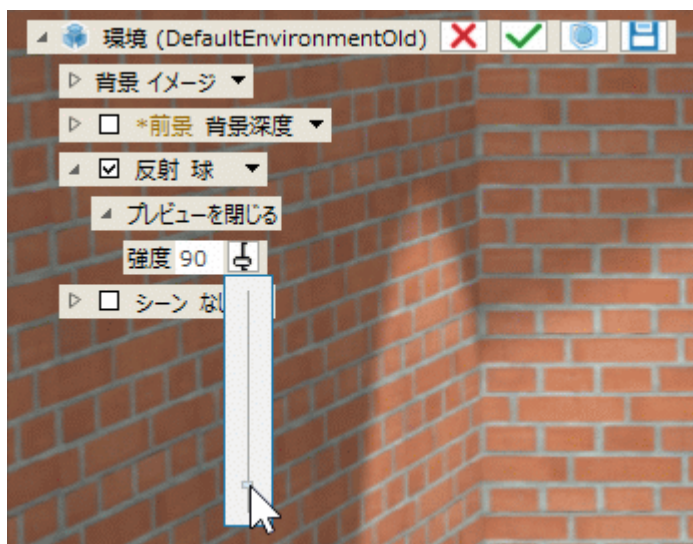 環境 (DefaultEnvironmentOld)
背景 イメージ
*前景 背景深度
反射 球
プレビューを閉じる
強度 90
シーン